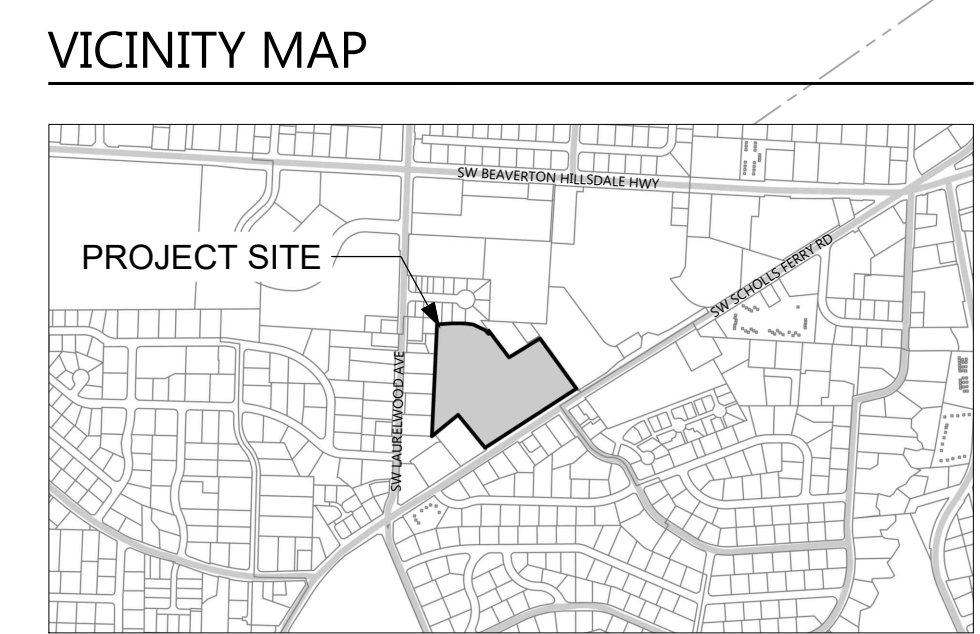 VICINITY MAP
SW BEAVERTON HILLSDALE HWY
PROJECT SITE
SW SCHOLLS FERRY RD
SW LAURELWOOD AVE